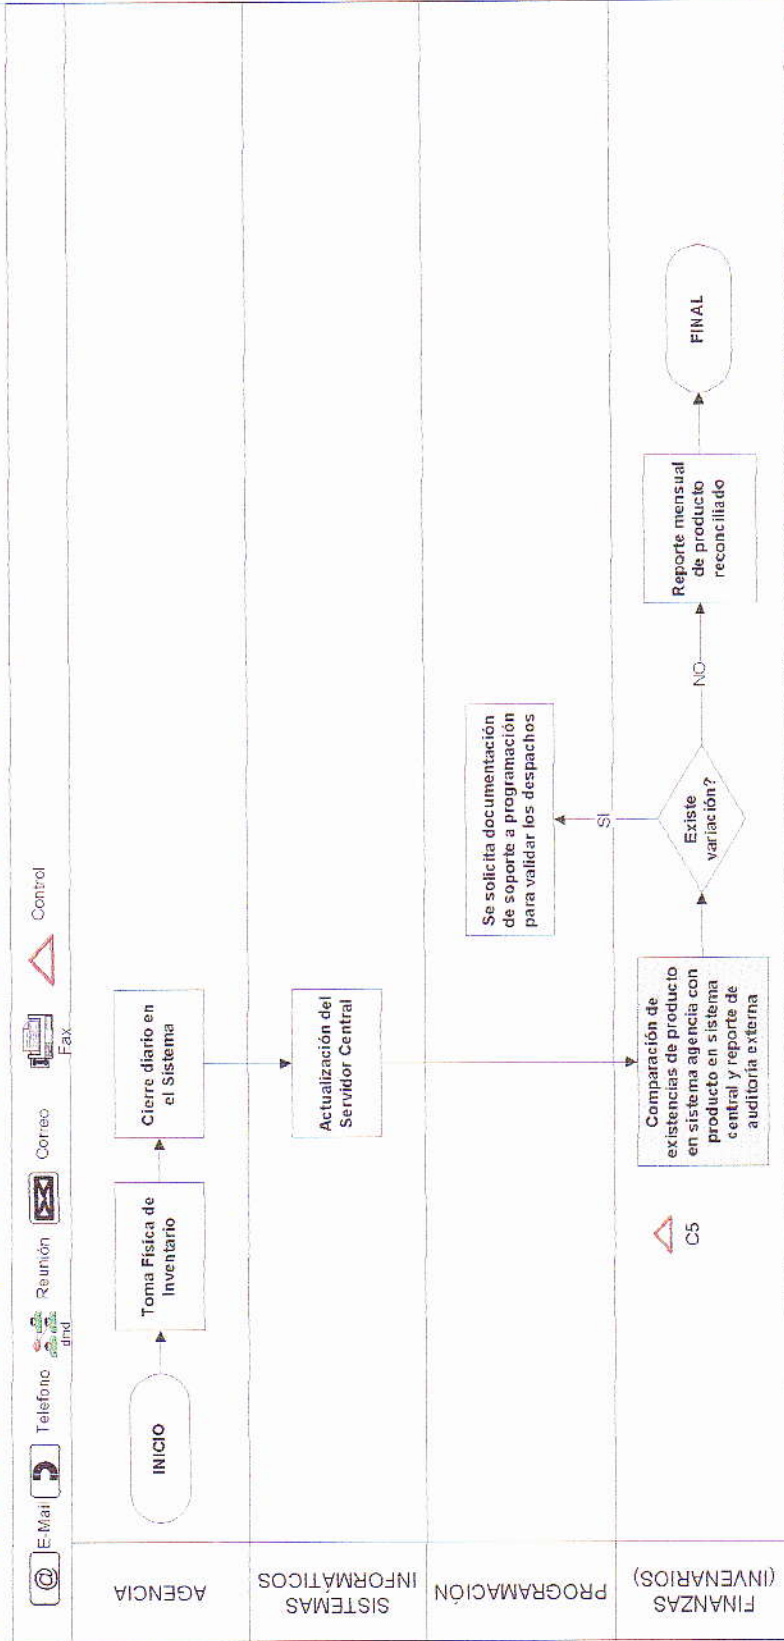 @ E-Mail
Telefono
dnd
Reunión
Correo
Fax
Control
AGENCIA
INICIO
Toma Física de
Inventario
Cierre diario en
el Sistema
SISTEMAS
INFORMÁTICOS
Actualización del
Servidor Central
PROGRAMACIÓN
Se solicita documentación
de soporte a programación
para validar los despachos
FINANZAS
(INVENARIOS)
C5
Comparación de
existencias de producto
en sistema agencia con
producto en sistema
central y reporte de
auditoría externa
Existe
variación?
SI
NO
Reporte mensual
de producto
reconciliado
FINAL